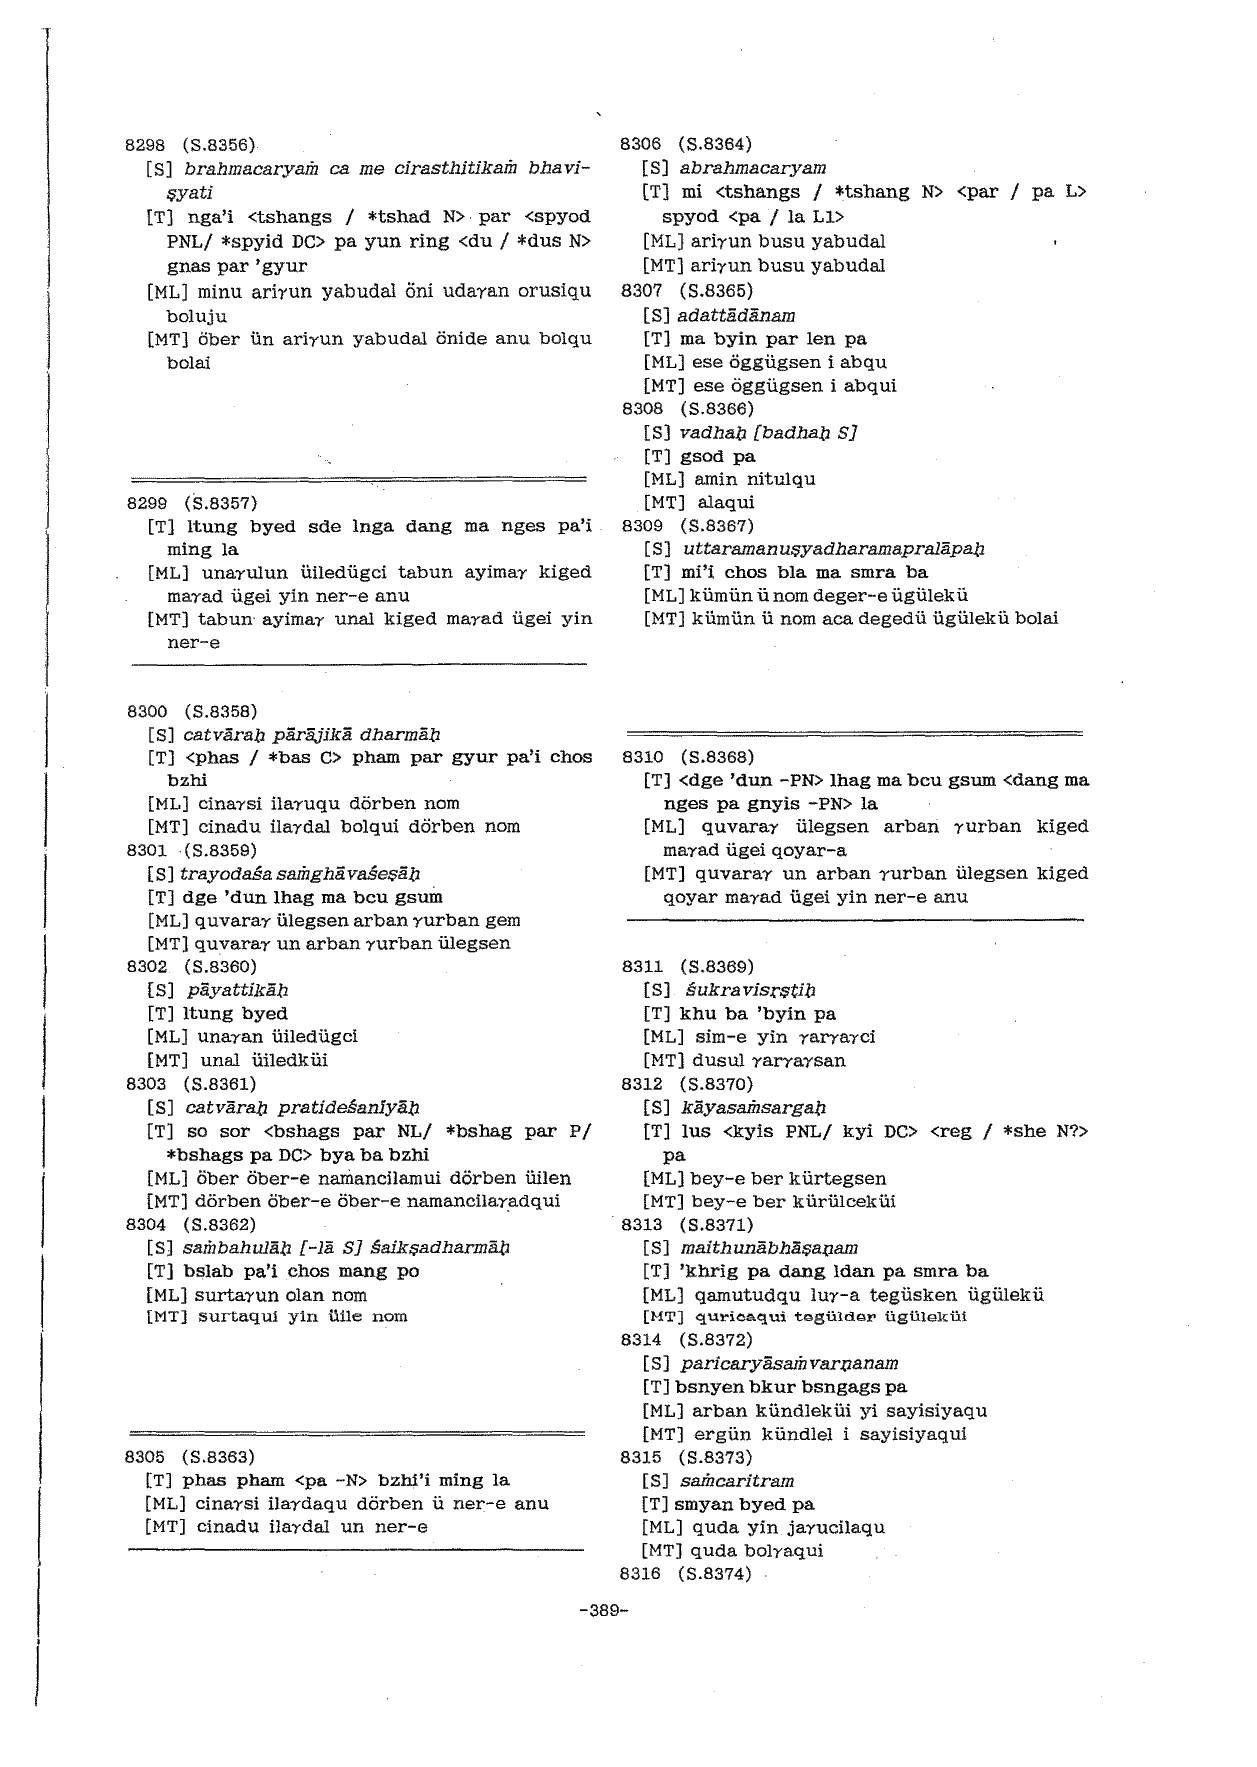 8298 (S.8356)
[S] brahmacaryaṁ ca me cirasthitikaṁ bhavi-
ṣyati
[T] nga'i <tshangs / *tshad N> par <spyod
PNL/ *spyid DC> pa yun ring <du / *dus N>
gnas par 'gyur
[ML] minu ariγun yabudal öni udaγan orusiqu
boluju
[MT] öber ün ariγun yabudal önide anu bolqu
bolai
8299 (S.8357)
[T] ltung byed sde lnga dang ma nges pa'i
ming la
[ML] unaγulun üiledügci tabun ayimaγ kiged
maγad ügei yin ner-e anu
[MT] tabun ayimaγ unal kiged maγad ügei yin
ner-e
8300 (S.8358)
[S] catvāraḥ pārājikā dharmāḥ
[T] <phas / *bas C> pham par gyur pa'i chos
bzhi
[ML] cinaγsi ilaγuqu dörben nom
[MT] cinadu ilaγdal bolqui dörben nom
8301 (S.8359)
[S] trayodaśa saṁghāvaśeṣāḥ
[T] dge 'dun lhag ma bcu gsum
[ML] quvaraγ ülegsen arban γurban gem
[MT] quvaraγ un arban γurban ülegsen
8302 (S.8360)
[S] pāyattikāḥ
[T] ltung byed
[ML] unaγan üiledügci
[MT] unal üiledküi
8303 (S.8361)
[S] catvāraḥ pratideśanīyāḥ
[T] so sor <bshags par NL/ *bshag par P/
*bshags pa DC> bya ba bzhi
[ML] öber öber-e namancilamui dörben üilen
[MT] dörben öber-e öber-e namancilaγadqui
8304 (S.8362)
[S] saṁbahulāḥ [-lā S] śaikṣadharmāḥ
[T] bslab pa'i chos mang po
[ML] surtaγun olan nom
[MT] surtaqui yin üile nom
8305 (S.8363)
[T] phas pham <pa -N> bzhi'i ming la
[ML] cinaγsi ilaγdaqu dörben ü ner-e anu
[MT] cinadu ilaγdal un ner-e
8306 (S.8364)
[S] abrahmacaryam
[T] mi <tshangs / *tshang N> <par / pa L>
spyod <pa / la L1>
[ML] ariγun busu yabudal
[MT] ariγun busu yabudal
8307 (S.8365)
[S] adattādānam
[T] ma byin par len pa
[ML] ese öggügsen i abqu
[MT] ese öggügsen i abqui
8308 (S.8366)
[S] vadhaḥ [badhaḥ S]
[T] gsod pa
[ML] amin nitulqu
[MT] alaqui
8309 (S.8367)
[S] uttaramanuṣyadharamapralāpaḥ
[T] mi'i chos bla ma smra ba
[ML] kümün ü nom deger-e ügülekü
[MT] kümün ü nom aca degedü ügülekü bolai
8310 (S.8368)
[T] <dge 'dun -PN> lhag ma bcu gsum <dang ma
nges pa gnyis -PN> la
[ML] quvaraγ ülegsen arban γurban kiged
maγad ügei qoyar-a
[MT] quvaraγ un arban γurban ülegsen kiged
qoyar maγad ügei yin ner-e anu
8311 (S.8369)
[S] śukravisṛṣṭiḥ
[T] khu ba 'byin pa
[ML] sim-e yin γarγaγci
[MT] dusul γarγaγsan
8312 (S.8370)
[S] kāyasaṁsargaḥ
[T] lus <kyis PNL/ kyi DC> <reg / *she N?>
pa
[ML] bey-e ber kürtegsen
[MT] bey-e ber kürülceküi
8313 (S.8371)
[S] maithunābhāṣaṇam
[T] 'khrig pa dang ldan pa smra ba
[ML] qamutudqu luγ-a tegüsken ügülekü
[MT] quricaqui tegülder ügüleküi
8314 (S.8372)
[S] paricaryāsaṁvarṇanam
[T] bsnyen bkur bsngags pa
[ML] arban kündleküi yi sayisiyaqu
[MT] ergün kündlel i sayisiyaqui
8315 (S.8373)
[S] saṁcaritram
[T] smyan byed pa
[ML] quda yin jaγucilaqu
[MT] quda bolγaqui
8316 (S.8374)
-389-